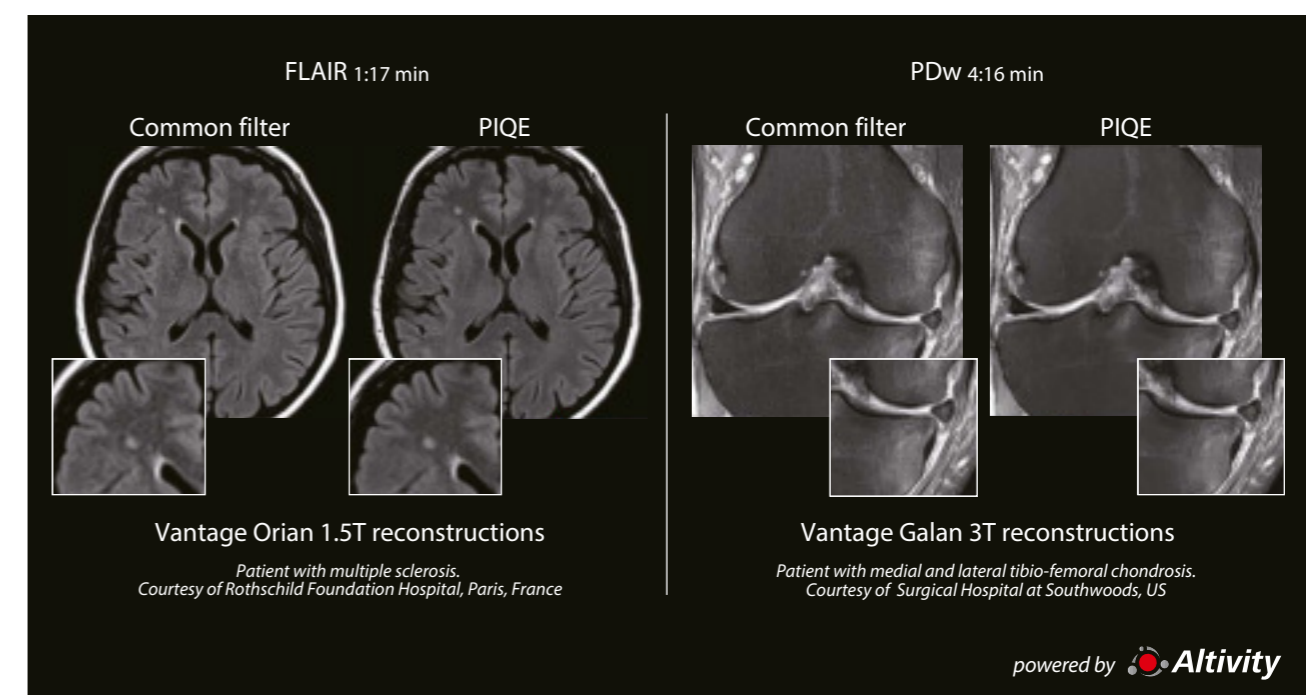 FLAIR 1:17 min
Common filter
PIQE
Vantage Orian 1.5T reconstructions
Patient with multiple sclerosis.
Courtesy of Rothschild Foundation Hospital, Paris, France
PDw 4:16 min
Common filter
PIQE
Vantage Galan 3T reconstructions
Patient with medial and lateral tibio-femoral chondrosis.
Courtesy of Surgical Hospital at Southwoods, US
powered by Altivity